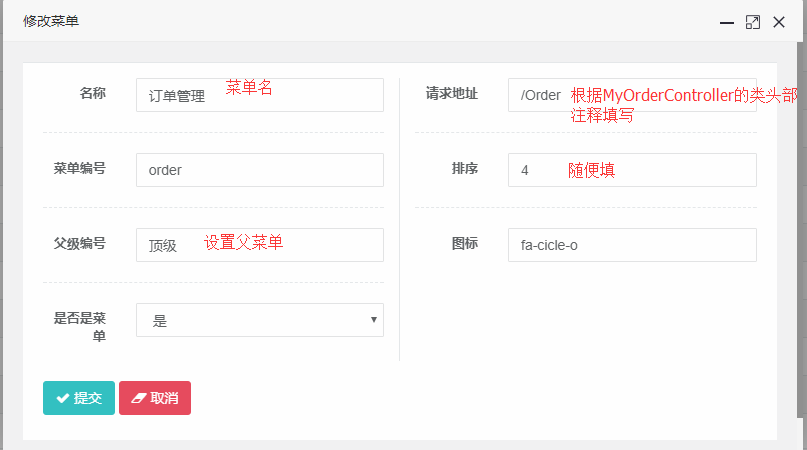 修改菜单
名称
订单管理
菜单名
请求地址
/Order
根据MyOrderController的类头部
注释填写
菜单编号
order
排序
4
随便填
父级编号
顶级
设置父菜单
图标
fa-cicle-o
是否是菜
单
是
提交
取消